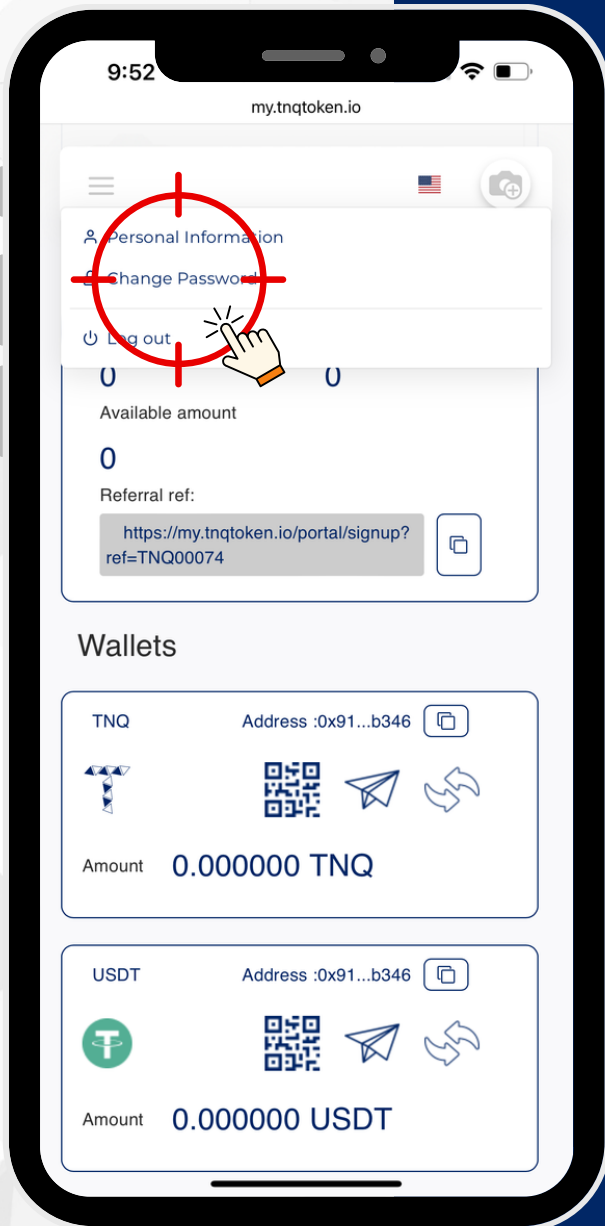 9:52
my.tnqtoken.io
Personal Information
Change Password
Log out
0 0
Available amount
0
Referral ref:
https://my.tnqtoken.io/portal/signup?
ref=TNQ00074
Wallets
TNQ Address :0x91...b346
Amount 0.000000 TNQ
USDT Address :0x91...b346
Amount 0.000000 USDT